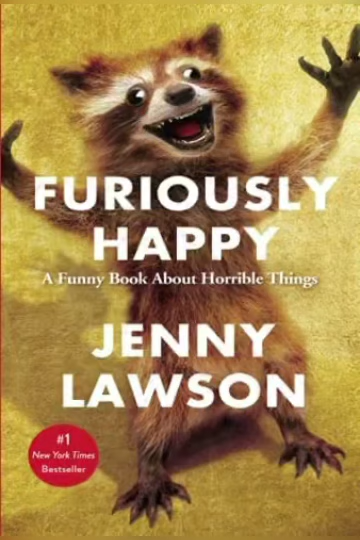 FURIOUSLY
HAPPY
A Funny Book About Horrible Things
JENNY
LAWSON
#1
New York Times
Bestseller